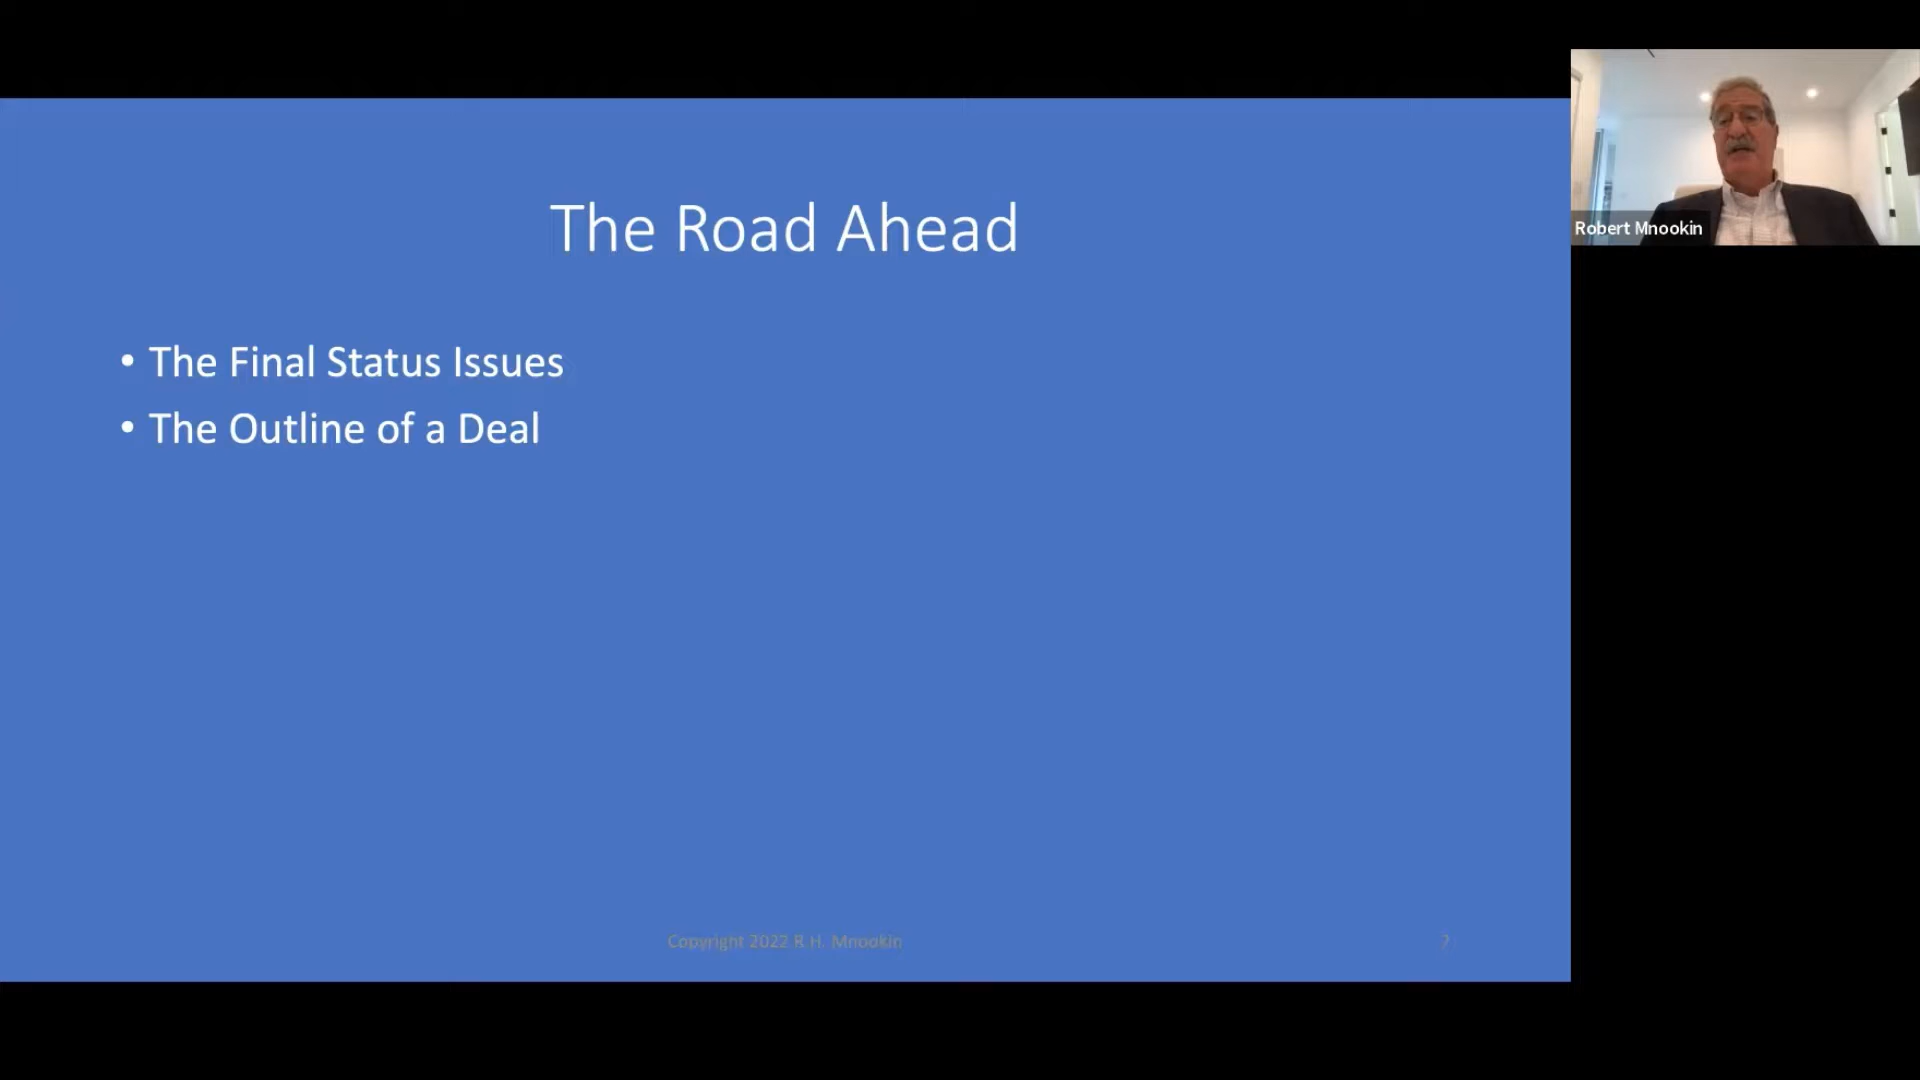 The Road Ahead
• The Final Status Issues
• The Outline of a Deal
Copyright 2022 R.H. Mnookin
Robert Mnookin